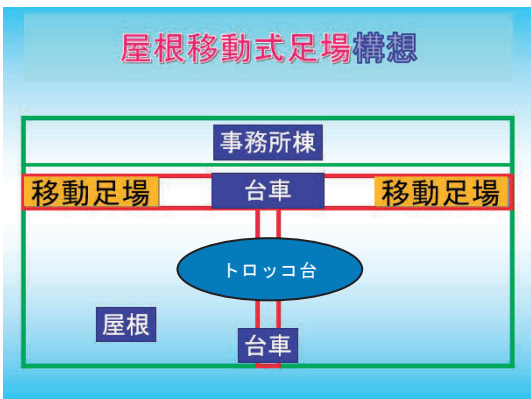 屋根移動式足場構想
事務所棟
移動足場 台車 移動足場
トロッコ台
屋根
台車